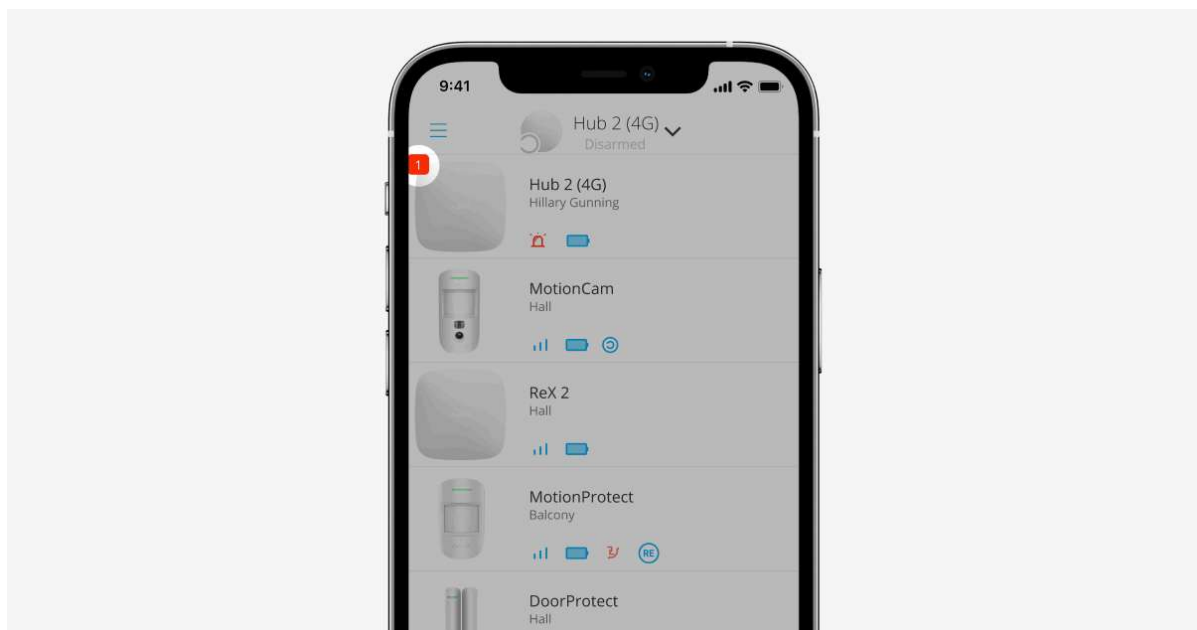 9:41
Hub 2 (4G)
Disarmed
1
Hub 2 (4G)
Hillary Gunning
MotionCam
Hall
ReX 2
Hall
MotionProtect
Balcony
RE
DoorProtect
Hall